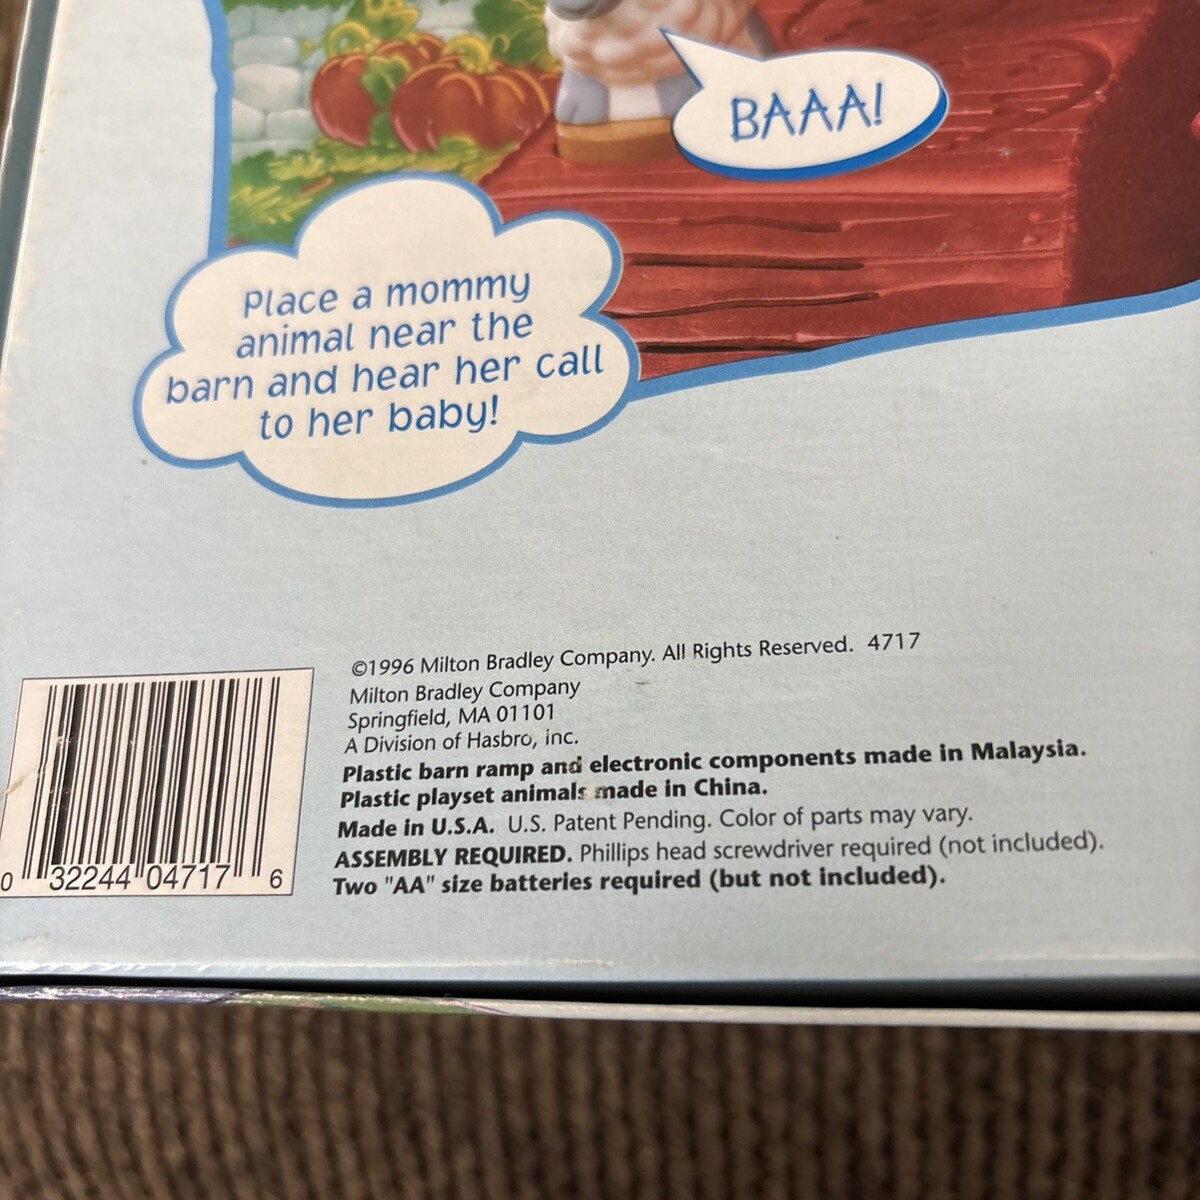 BAAA!
Place a mommy
animal near the
barn and hear her call
to her baby!
©1996 Milton Bradley Company. All Rights Reserved. 4717
Milton Bradley Company
Springfield, MA 01101
A Division of Hasbro, inc.
Plastic barn ramp and electronic components made in Malaysia.
Plastic playset animals made in China.
Made in U.S.A. U.S. Patent Pending. Color of parts may vary.
ASSEMBLY REQUIRED. Phillips head screwdriver required (not included).
Two "AA" size batteries required (but not included).
0 32244 04717 6